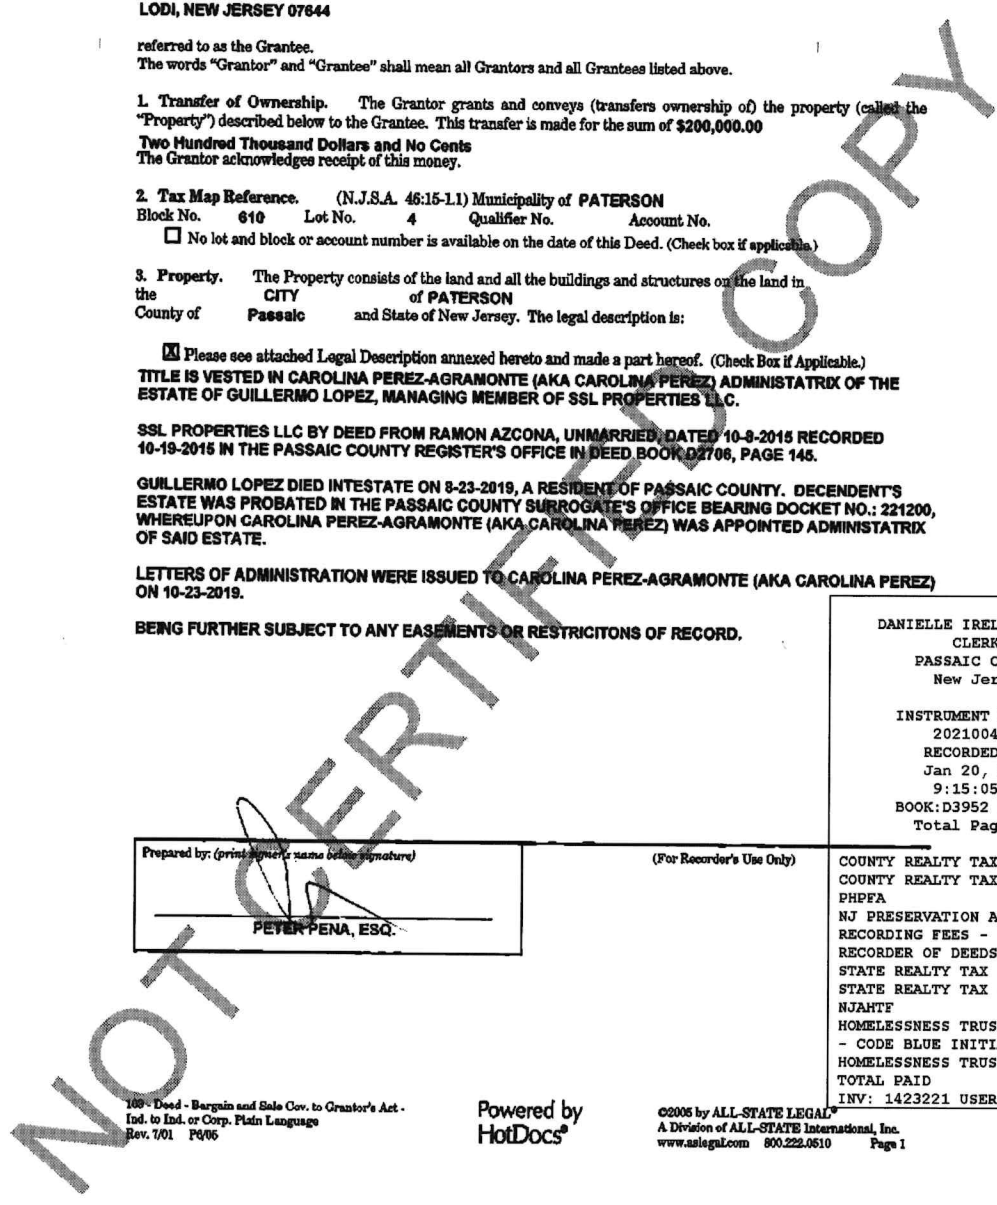 LODI, NEW JERSEY 07644
referred to as the Grantee.
The words "Grantor" and "Grantee" shall mean all Grantors and all Grantees listed above.
1. Transfer of Ownership. The Grantor grants and conveys (transfers ownership of) the property (called the
"Property") described below to the Grantee. This transfer is made for the sum of $200,000.00
Two Hundred Thousand Dollars and No Cents
The Grantor acknowledges receipt of this money.
2. Tax Map Reference. (N.J.S.A. 46:15-1.1) Municipality of PATERSON
Block No. 610 Lot No. 4 Qualifier No. Account No.
No lot and block or account number is available on the date of this Deed. (Check box if applicable.)
3. Property. The Property consists of the land and all the buildings and structures on the land in
the CITY of PATERSON
County of Passaic and State of New Jersey. The legal description is:
X Please see attached Legal Description annexed hereto and made a part hereof. (Check Box if Applicable.)
TITLE IS VESTED IN CAROLINA PEREZ-AGRAMONTE (AKA CAROLINA PEREZ) ADMINISTATRIX OF THE
ESTATE OF GUILLERMO LOPEZ, MANAGING MEMBER OF SSL PROPERTIES LLC.
SSL PROPERTIES LLC BY DEED FROM RAMON AZCONA, UNMARRIED, DATED 10-8-2015 RECORDED
10-19-2015 IN THE PASSAIC COUNTY REGISTER'S OFFICE IN DEED BOOK D2706, PAGE 145.
GUILLERMO LOPEZ DIED INTESTATE ON 8-23-2019, A RESIDENT OF PASSAIC COUNTY. DECENDENT'S
ESTATE WAS PROBATED IN THE PASSAIC COUNTY SURROGATE'S OFFICE BEARING DOCKET NO.: 221200,
WHEREUPON CAROLINA PEREZ-AGRAMONTE (AKA CAROLINA PEREZ) WAS APPOINTED ADMINISTATRIX
OF SAID ESTATE.
LETTERS OF ADMINISTRATION WERE ISSUED TO CAROLINA PEREZ-AGRAMONTE (AKA CAROLINA PEREZ)
ON 10-23-2019.
BEING FURTHER SUBJECT TO ANY EASEMENTS OR RESTRICITONS OF RECORD.
DANIELLE IREL
CLERK
PASSAIC C
New Jer
INSTRUMENT
2021004
RECORDED
Jan 20,
9:15:05
BOOK:D3952
Total Pag
Prepared by: (print signer's name below signature)
PETER PENA, ESQ.
(For Recorder's Use Only)
COUNTY REALTY TAX
COUNTY REALTY TAX
PHPFA
NJ PRESERVATION A
RECORDING FEES -
RECORDER OF DEEDS
STATE REALTY TAX
STATE REALTY TAX
NJAHTF
HOMELESSNESS TRUS
- CODE BLUE INITI
HOMELESSNESS TRUS
TOTAL PAID
INV: 1423221 USER
103 - Deed - Bargain and Sale Cov. to Grantor's Act -
Ind. to Ind. or Corp. Plain Language
Rev. 7/01 P6/05
Powered by
HotDocs®
©2005 by ALL-STATE LEGAL®
A Division of ALL-STATE International, Inc.
www.aslegal.com 800.222.0510 Page 1
NOT CERTIFIED COPY